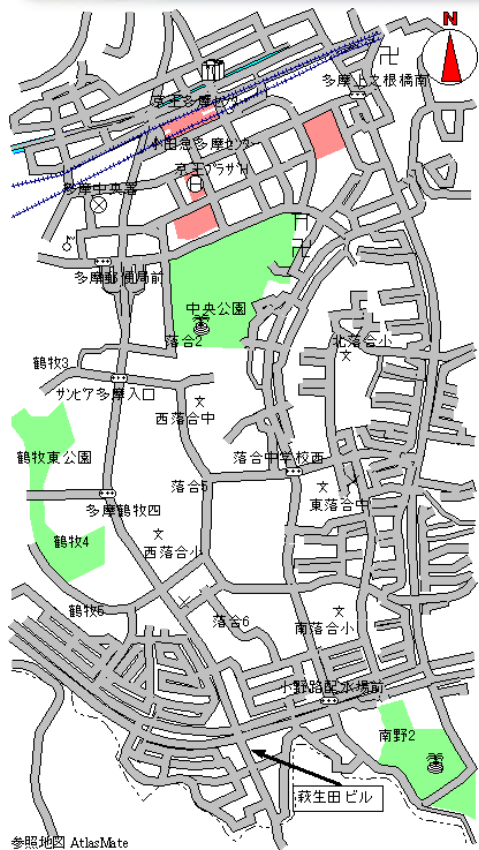 N
多摩上之根橋南
京王多摩センター
小田急多摩センター
京王プラザH
多摩中央署
多摩郵便局前
中央公園
落合2
北落合小
鶴牧3
サンピア多摩入口
西落合中
鶴牧東公園
落合中学校西
落合5
東落合中
多摩鶴牧四
鶴牧4
西落合小
鶴牧5
落合6
南落合小
小野路配水場前
南野2
萩生田ビル
参照地図 AtlasMate